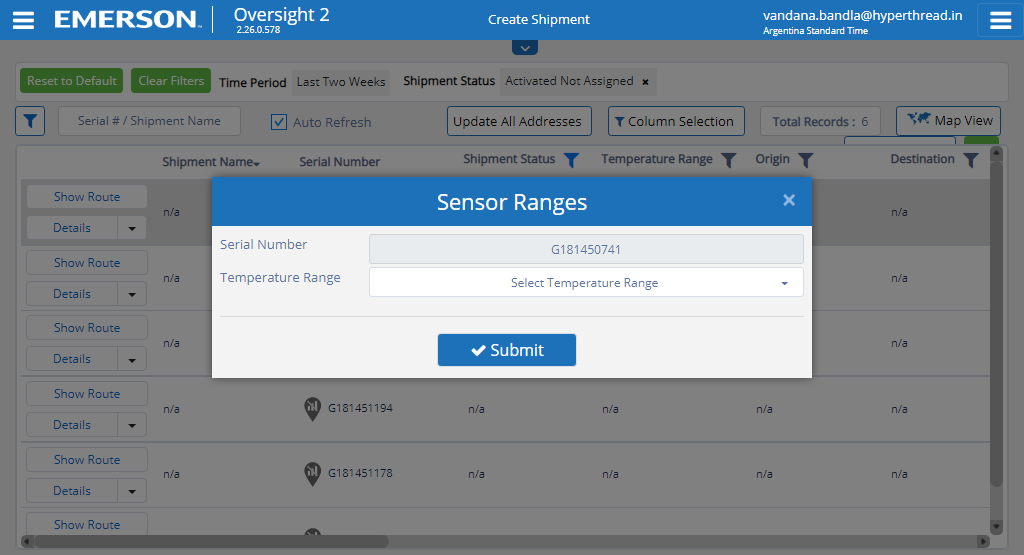 EMERSON
Oversight 2
2.26.0.578
Create Shipment
vandana.bandla@hyperthread.in
Argentina Standard Time
Reset to Default
Clear Filters
Time Period
Last Two Weeks
Shipment Status
Activated Not Assigned ×
Serial # / Shipment Name
Auto Refresh
Update All Addresses
Column Selection
Total Records : 6
Map View
Shipment Name
Serial Number
Shipment Status
Temperature Range
Origin
Destination
Show Route
Details
n/a
n/a
Sensor Ranges ×
Serial Number
G181450741
Temperature Range
Select Temperature Range
Submit
Show Route
Details
n/a
n/a
Show Route
Details
n/a
n/a
Show Route
Details
n/a
G181451194
n/a
n/a
n/a
n/a
Show Route
Details
n/a
G181451178
n/a
n/a
n/a
n/a
Show Route